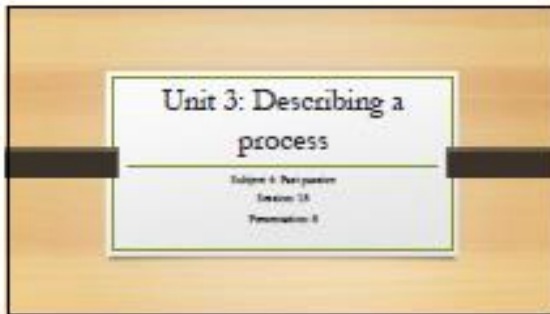 Unit 3: Describing a
process
Subject 4: Past passive
Session: 
Presentation: